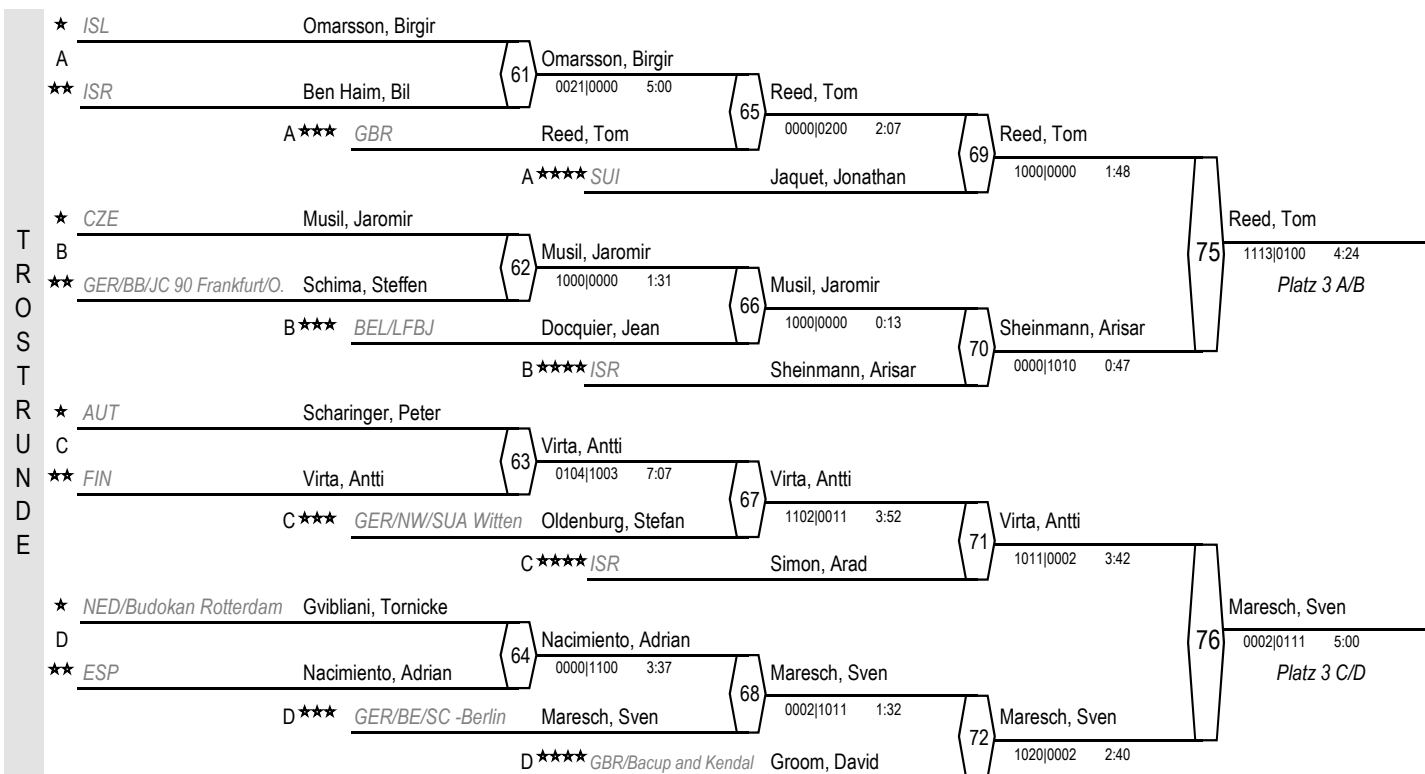 TROSTRUNDE
★ ISL Omarsson, Birgir
A
61 Omarsson, Birgir
0021|0000 5:00
★★ ISR Ben Haim, Bil
65 Reed, Tom
0000|0200 2:07
A★★★ GBR Reed, Tom
69 Reed, Tom
1000|0000 1:48
A★★★★ SUI Jaquet, Jonathan
★ CZE Musil, Jaromir
75 Reed, Tom
1113|0100 4:24
Platz 3 A/B
B
62 Musil, Jaromir
1000|0000 1:31
★★ GER/BB/JC 90 Frankfurt/O. Schima, Steffen
66 Musil, Jaromir
1000|0000 0:13
B★★★ BEL/LFBJ Docquier, Jean
70 Sheinmann, Arisar
0000|1010 0:47
B★★★★ ISR Sheinmann, Arisar
★ AUT Scharinger, Peter
C
63 Virta, Antti
0104|1003 7:07
★★ FIN Virta, Antti
67 Virta, Antti
1102|0011 3:52
C★★★ GER/NW/SUA Witten Oldenburg, Stefan
71 Virta, Antti
1011|0002 3:42
C★★★★ ISR Simon, Arad
★ NED/Budokan Rotterdam Gvibliani, Tornicke
76 Maresch, Sven
0002|0111 5:00
Platz 3 C/D
D
64 Nacimiento, Adrian
0000|1100 3:37
★★ ESP Nacimiento, Adrian
68 Maresch, Sven
0002|1011 1:32
D★★★ GER/BE/SC -Berlin Maresch, Sven
72 Maresch, Sven
1020|0002 2:40
D★★★★ GBR/Bacup and Kendal Groom, David